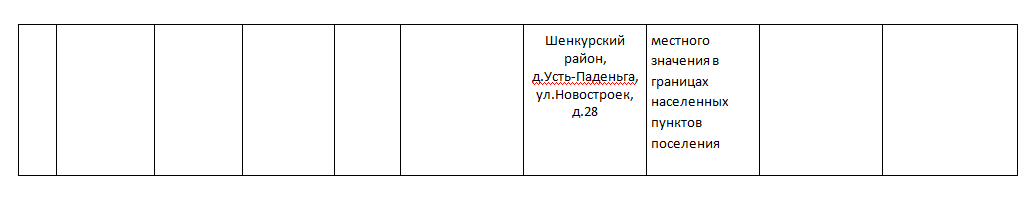 Шенкурский
район,
д.Усть-Паденьга,
ул.Новостроек,
д.28
местного
значения в
границах
населенных
пунктов
поселения